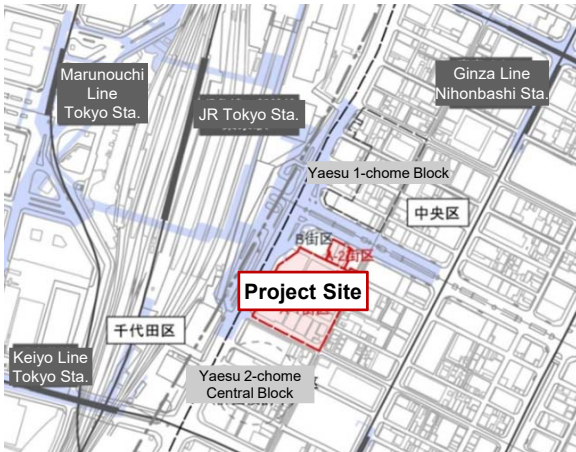 Marunouchi
Line
Tokyo Sta.
JR Tokyo Sta.
Ginza Line
Nihonbashi Sta.
Yaesu 1-chome Block
中央区
B街区
A-2街区
Project Site
千代田区
Keiyo Line
Tokyo Sta.
Yaesu 2-chome
Central Block